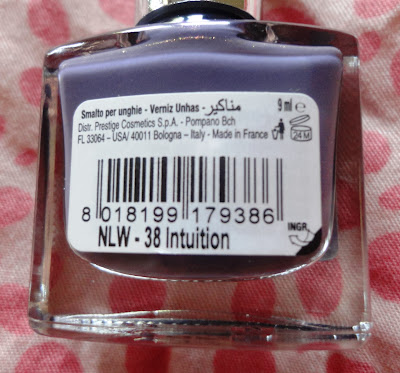 Smalto per unghie - Verniz Unhas - مناكير 9 ml e
Distr. Prestige Cosmetics S.p.A. - Pompano Bch
FL 33064 – USA/ 40011 Bologna – Italy - Made in France
24 M
8 018199 179386
NLW - 38 Intuition
INGR.